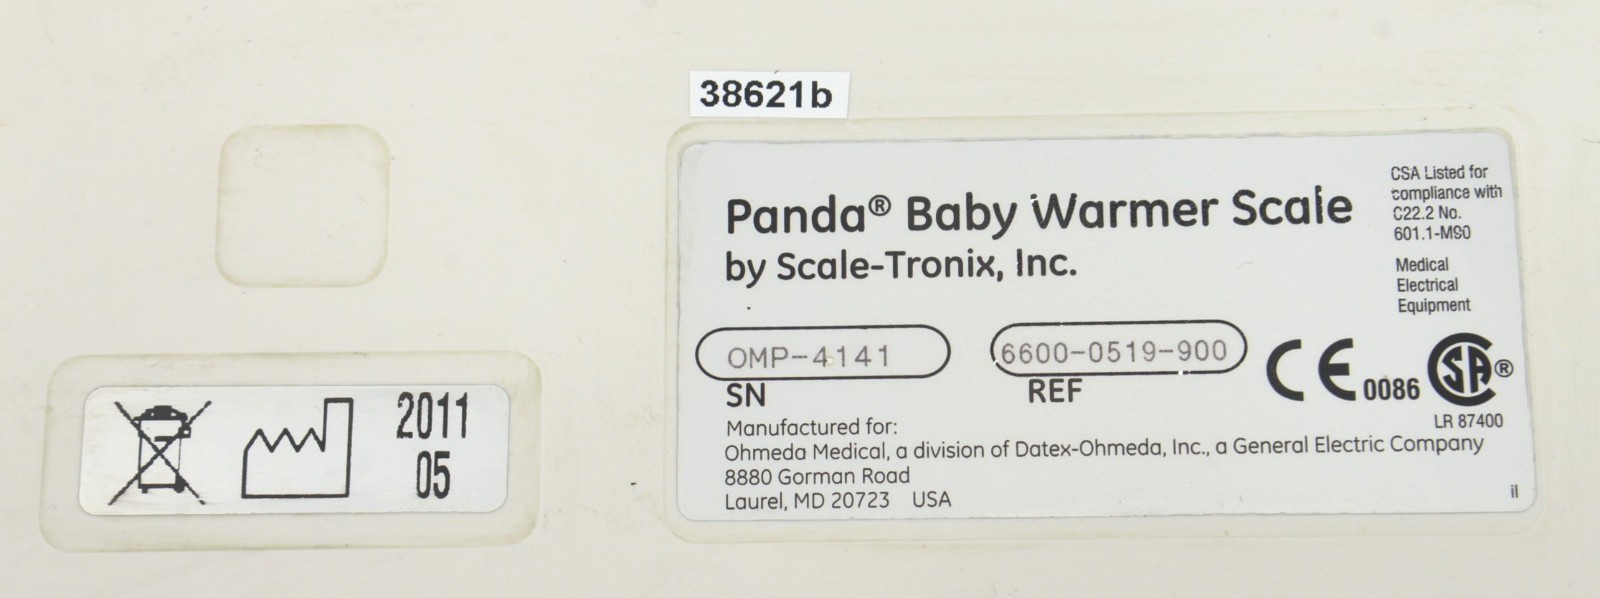 38621b
Panda® Baby Warmer Scale
by Scale-Tronix, Inc.
CSA Listed for
compliance with
C22.2 No.
601.1-M90
Medical
Electrical
Equipment
OMP-4141
SN
6600-0519-900
REF
CE 0086
CSA®
LR 87400
Manufactured for:
Ohmeda Medical, a division of Datex-Ohmeda, Inc., a General Electric Company
8880 Gorman Road
Laurel, MD 20723 USA
il
2011
05